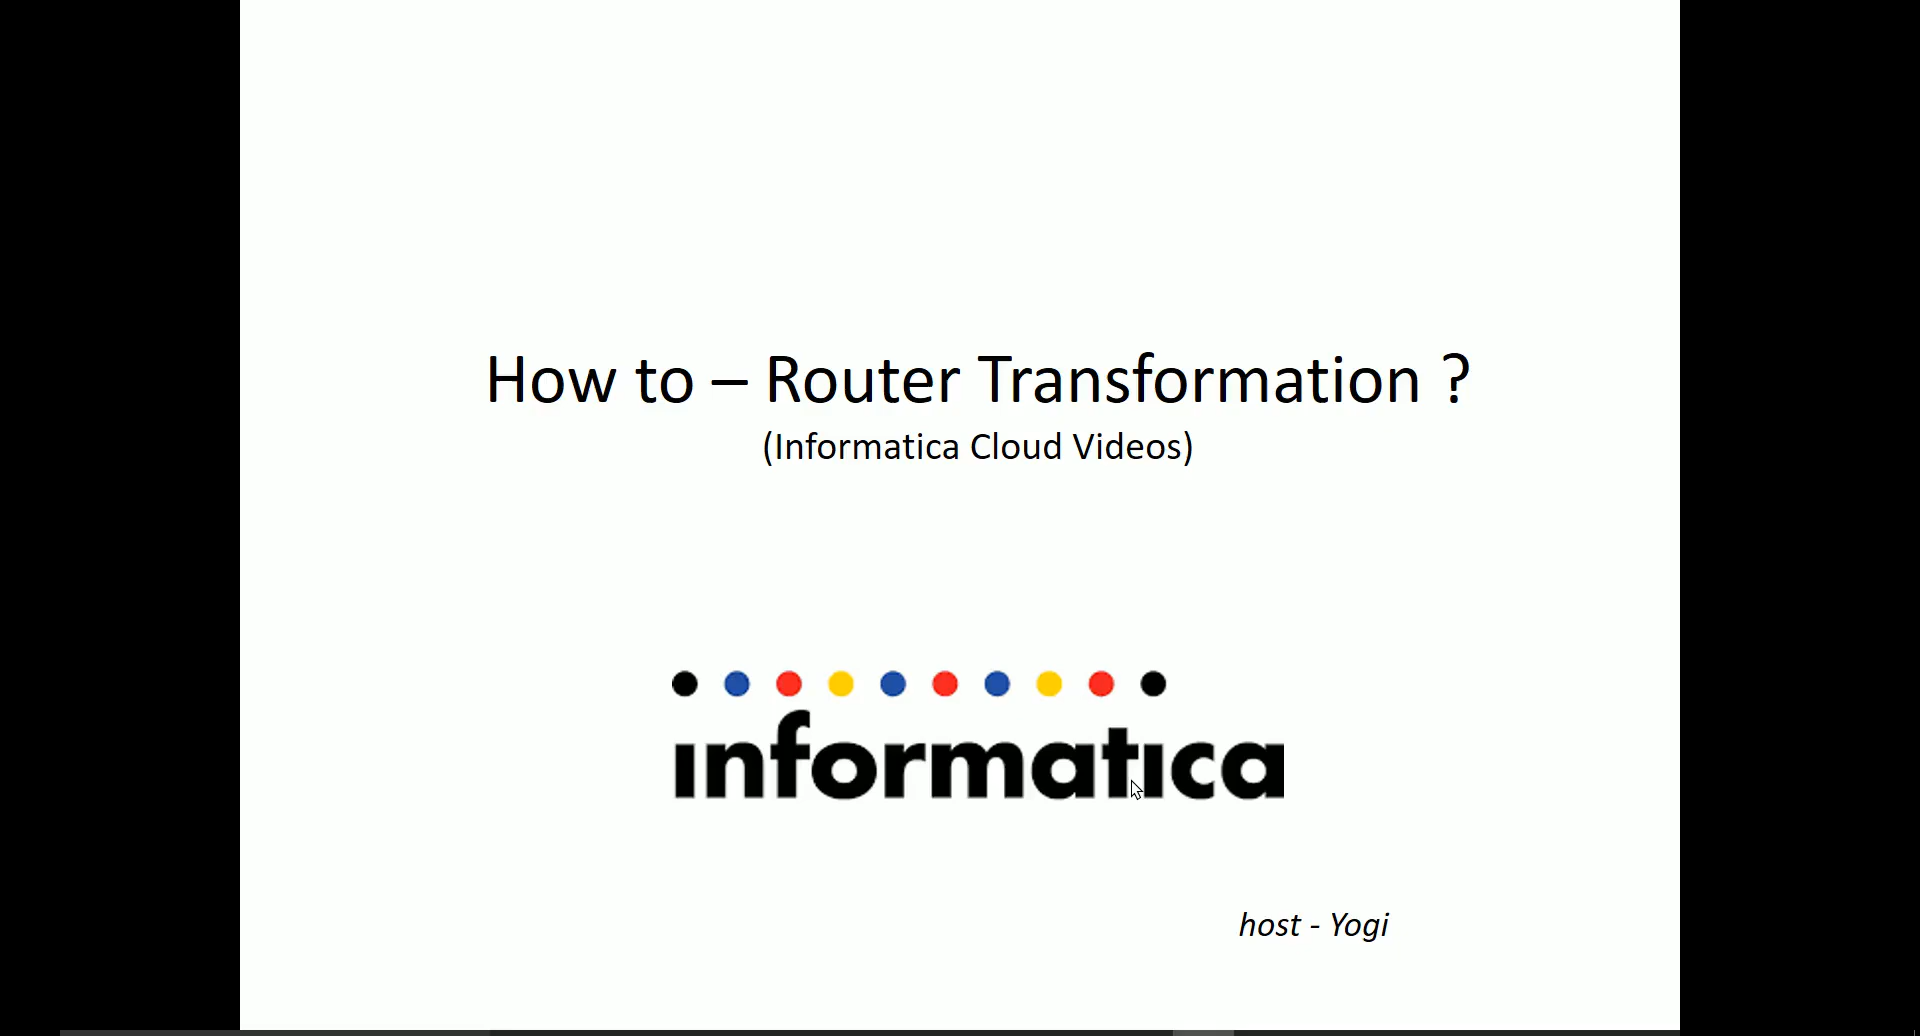 How to – Router Transformation ?
(Informatica Cloud Videos)
informatica
host - Yogi